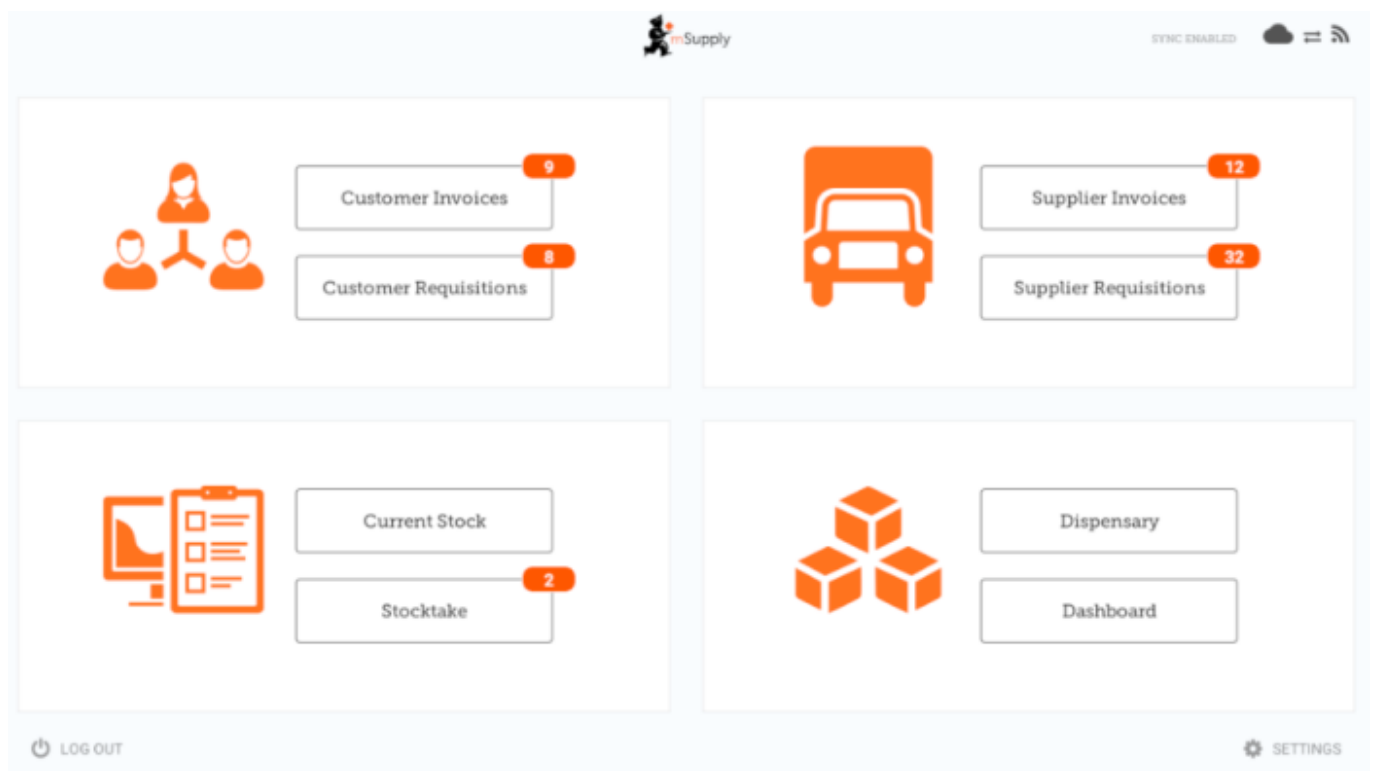 mSupply
SYNC ENABLED
9
Customer Invoices
8
Customer Requisitions
12
Supplier Invoices
32
Supplier Requisitions
Current Stock
2
Stocktake
Dispensary
Dashboard
LOG OUT
SETTINGS